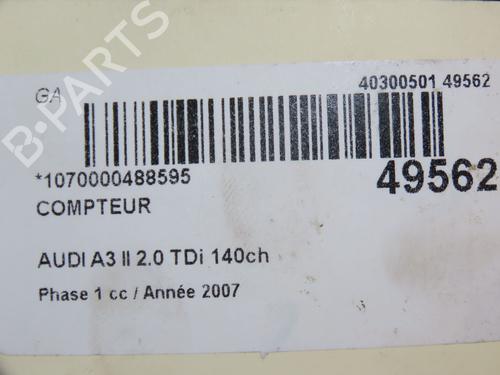 GA
40300501 49562
*1070000488595
49562
COMPTEUR
AUDI A3 II 2.0 TDi 140ch
Phase 1 cc / Année 2007
B-PARTS